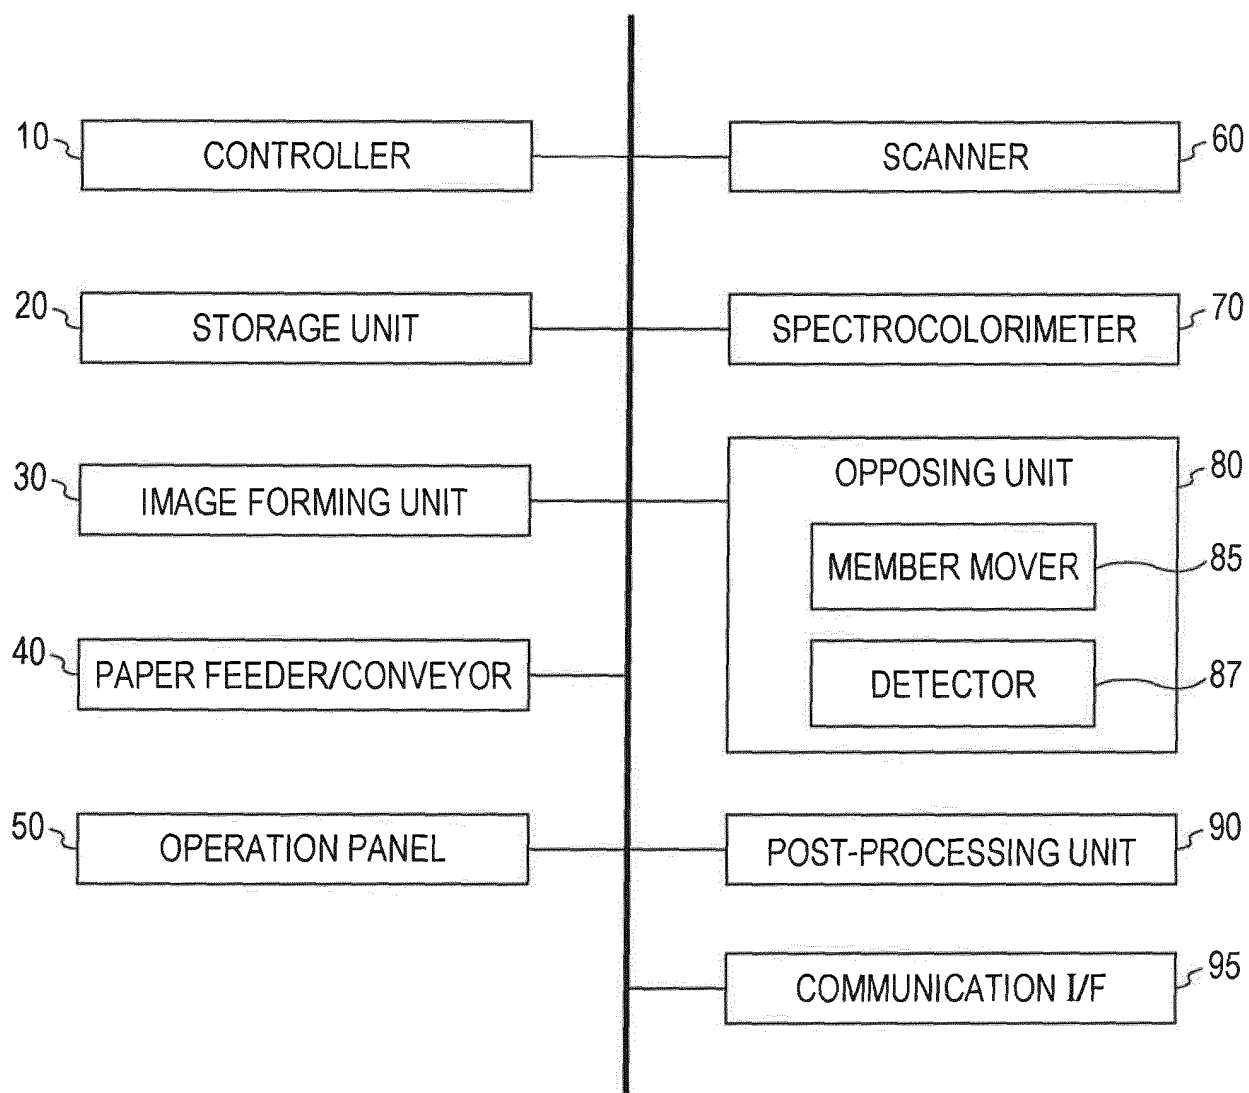 10
CONTROLLER
20
STORAGE UNIT
30
IMAGE FORMING UNIT
40
PAPER FEEDER/CONVEYOR
50
OPERATION PANEL
SCANNER
60
SPECTROCOLORIMETER
70
OPPOSING UNIT
80
MEMBER MOVER
85
DETECTOR
87
POST-PROCESSING UNIT
90
COMMUNICATION I/F
95